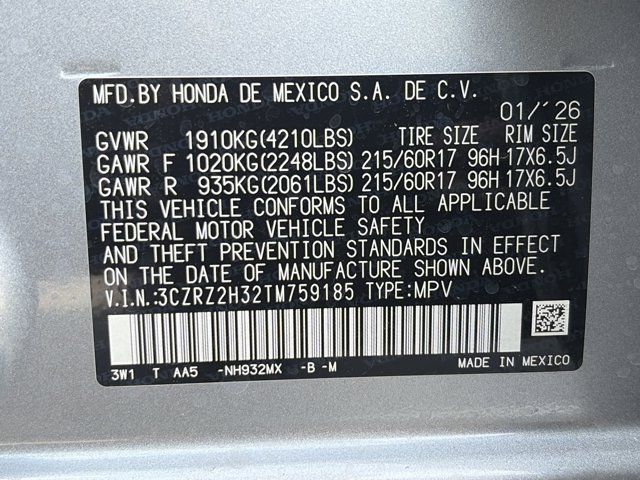 MFD.BY HONDA DE MEXICO S.A. DE C.V.
01/'26
GVWR 1910KG(4210LBS) TIRE SIZE RIM SIZE
GAWR F 1020KG(2248LBS) 215/60R17 96H 17X6.5J
GAWR R 935KG(2061LBS) 215/60R17 96H 17X6.5J
THIS VEHICLE CONFORMS TO ALL APPLICABLE
FEDERAL MOTOR VEHICLE SAFETY
AND THEFT PREVENTION STANDARDS IN EFFECT
ON THE DATE OF MANUFACTURE SHOWN ABOVE.
V.I.N.:3CZRZ2H32TM759185 TYPE:MPV
3W1 T AA5 -NH932MX -B -M
MADE IN MEXICO